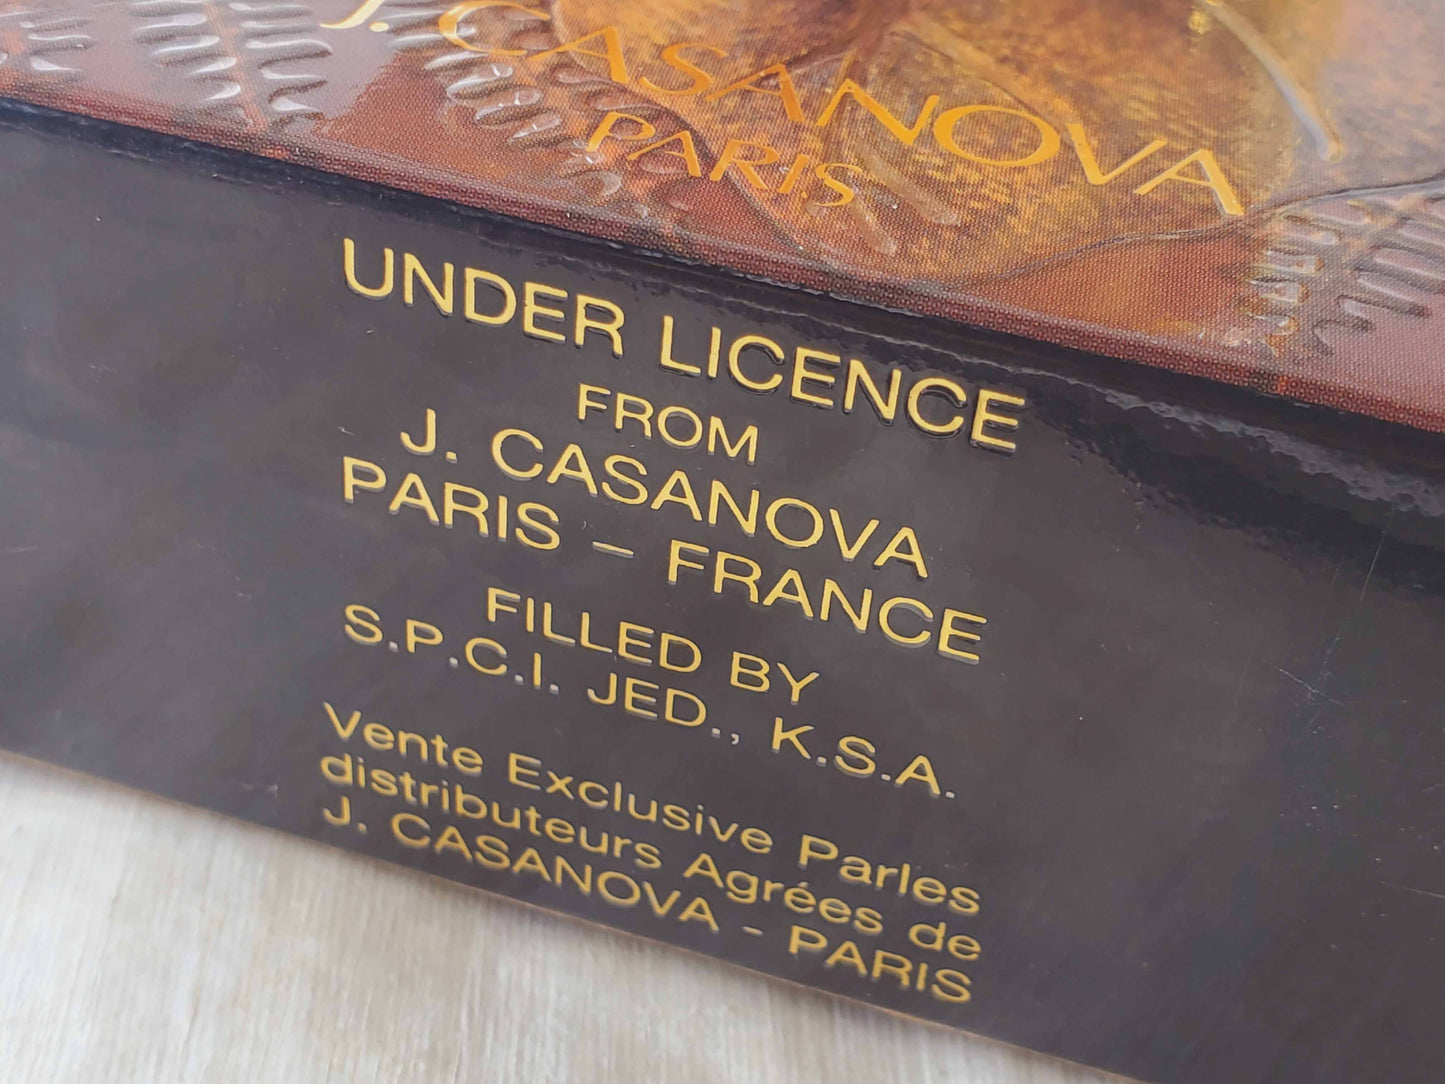 J. CASANOVA
PARIS
UNDER LICENCE
FROM
J. CASANOVA
PARIS – FRANCE
FILLED BY
S.P.C.I. JED., K.S.A.
Vente Exclusive Parles
distributeurs Agrées de
J. CASANOVA - PARIS